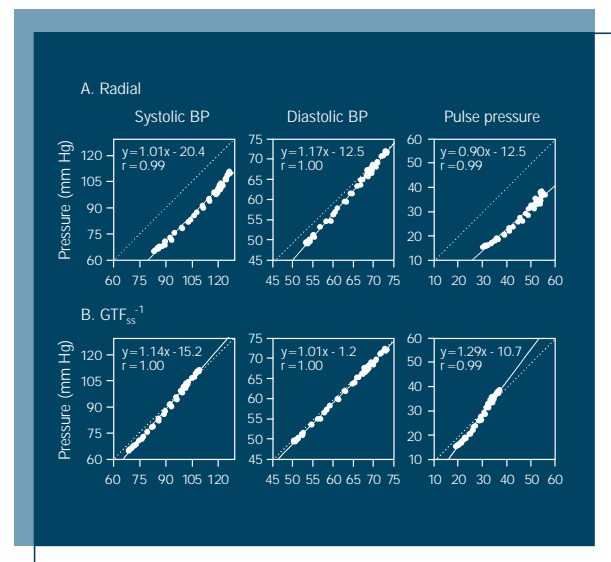 A. Radial
Systolic BP
Diastolic BP
Pulse pressure
Pressure (mm Hg)
120
105
90
75
60
y=1.01x - 20.4
r=0.99
60 75 90 105 120
75
70
65
60
55
50
45
y=1.17x - 12.5
r=1.00
45 50 55 60 65 70 75
60
50
40
30
20
10
y=0.90x - 12.5
r=0.99
10 20 30 40 50 60
B. GTFss-1
Pressure (mm Hg)
120
105
90
75
60
y=1.14x -15.2
r=1.00
60 75 90 105 120
75
70
65
60
55
50
45
y=1.01x - 1.2
r=1.00
45 50 55 60 65 70 75
60
50
40
30
20
10
y=1.29x - 10.7
r=0.99
10 20 30 40 50 60